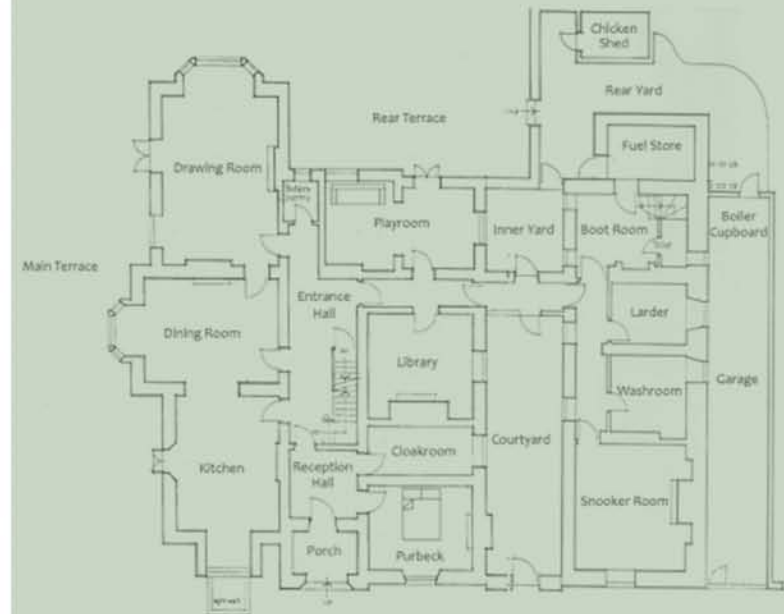 Chicken
Shed
Rear Yard
Rear Terrace
Fuel Store
Drawing Room
Playroom
Inner Yard
Boot Room
Boiler
Cupboard
Main Terrace
Entrance
Hall
Larder
Dining Room
Library
Washroom
Garage
Cloakroom
Courtyard
Kitchen
Reception
Hall
Snooker Room
Porch
Purbeck